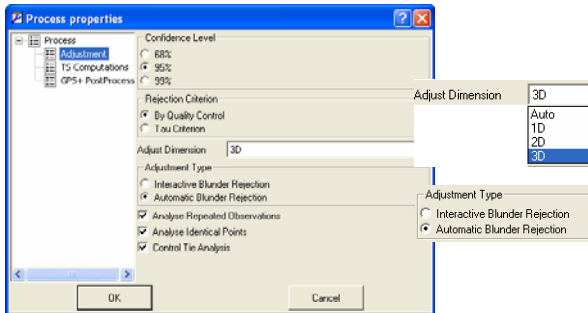 Process properties
Process
Adjustment
TS Computations
GPS+ PostProcess
Confidence Level
68%
95%
99%
Rejection Criterion
By Quality Control
Tau Criterion
Adjust Dimension 3D
Adjustment Type
Interactive Blunder Rejection
Automatic Blunder Rejection
Analyse Repeated Observations
Analyse Identical Points
Control Tie Analysis
OK Cancel
Adjust Dimension 3D
Auto
1D
2D
3D
Adjustment Type
Interactive Blunder Rejection
Automatic Blunder Rejection